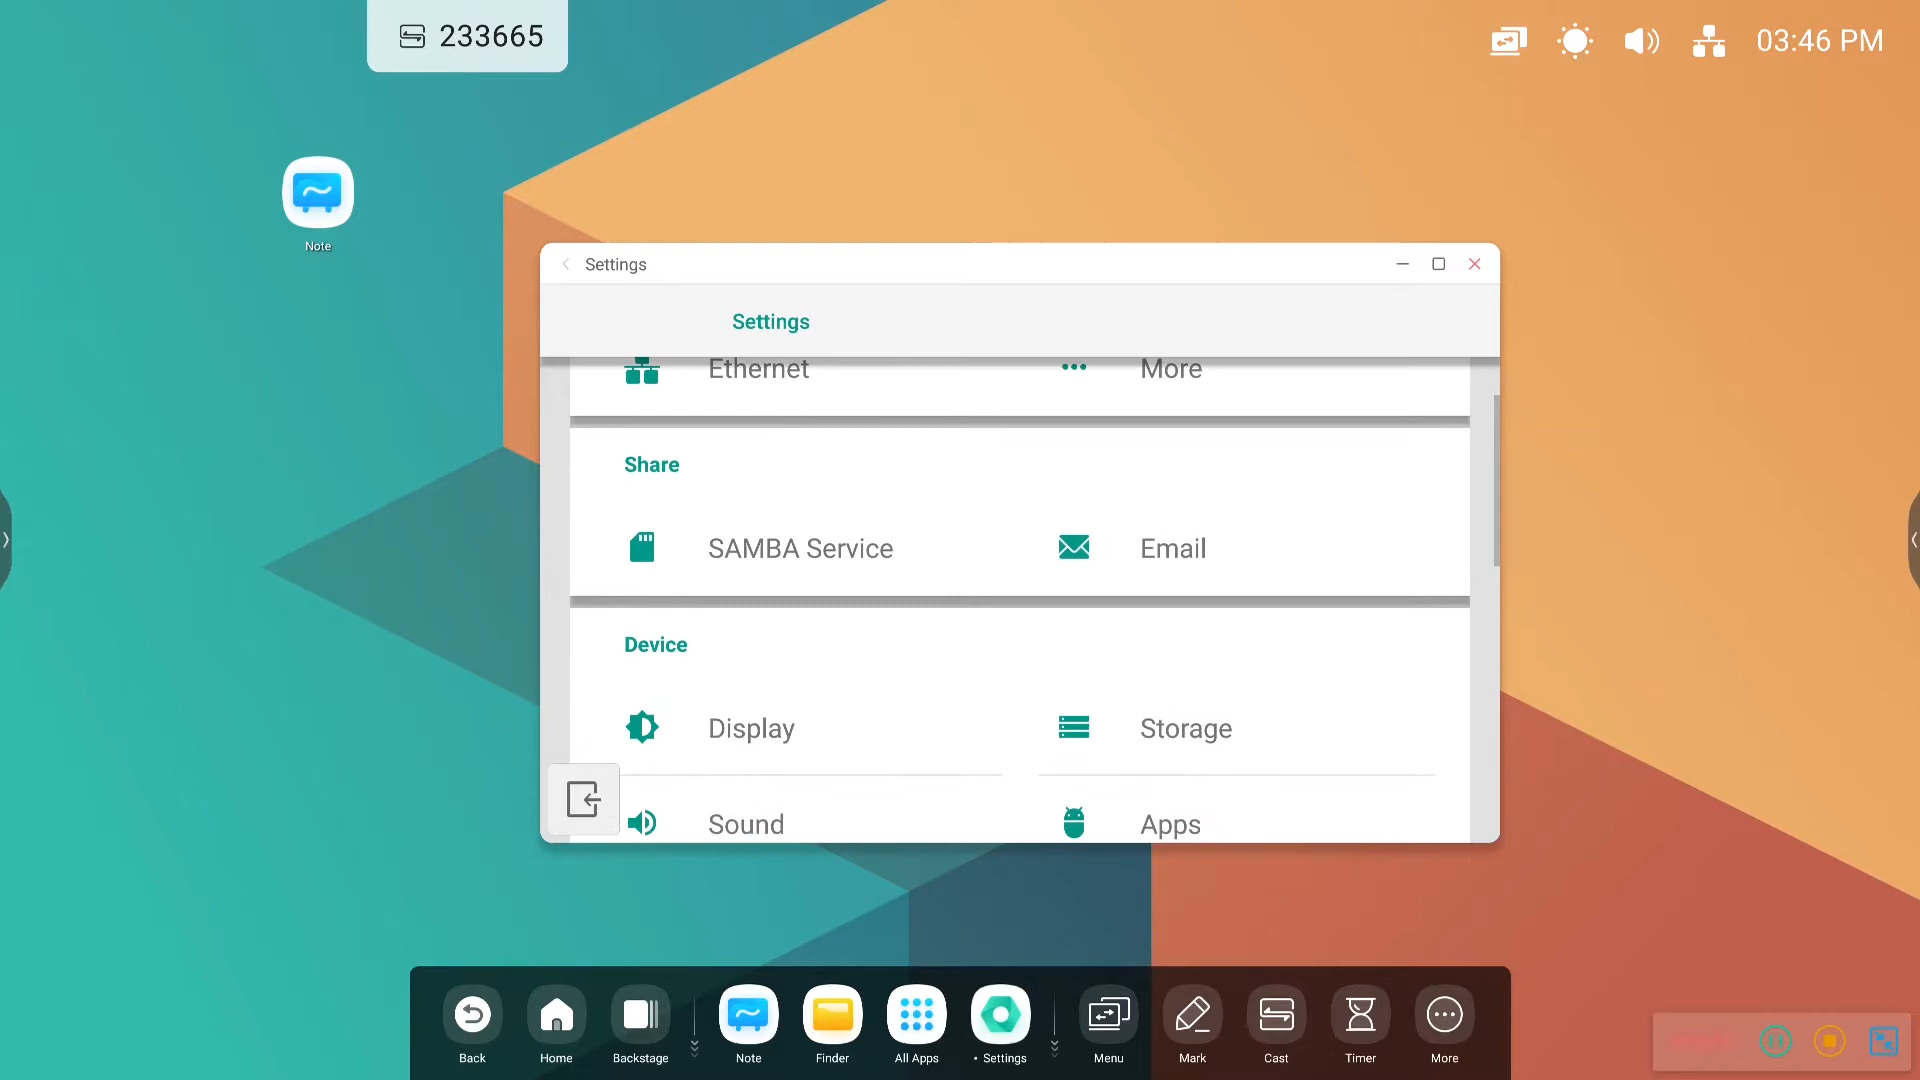 233665
03:46 PM
Note
Settings
Settings
Ethernet
More
Share
SAMBA Service
Email
Device
Display
Storage
Sound
Apps
Back
Home
Backstage
Note
Finder
All Apps
• Settings
Menu
Mark
Cast
Timer
More